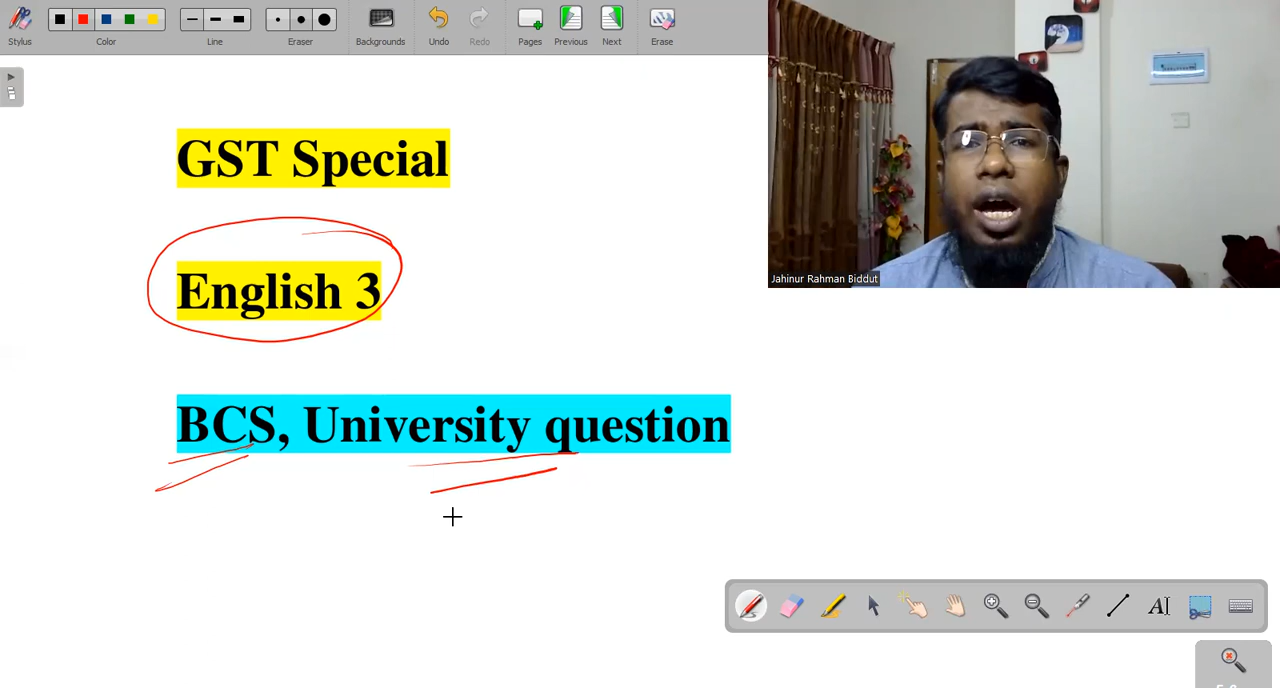 Stylus
Color
Line
Eraser
Backgrounds
Undo
Redo
Pages
Previous
Next
Erase
GST Special
English 3
BCS, University question
Jahinur Rahman Biddut